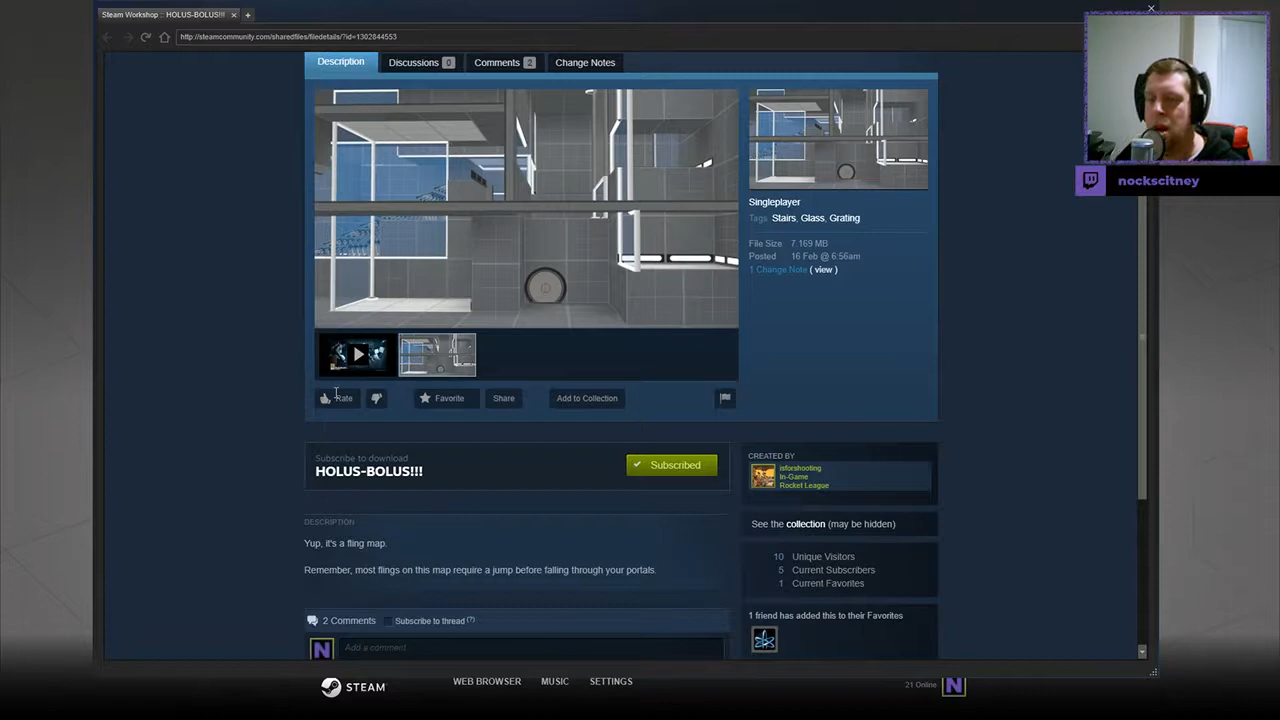 Steam Workshop :: HOLUS-BOLUS!!!
http://steamcommunity.com/sharedfiles/filedetails/?id=1302844553
Description
Discussions 0
Comments 2
Change Notes
Singleplayer
Tags Stairs, Glass, Grating
File Size 7.169 MB
Posted 16 Feb @ 6:56am
1 Change Note ( view )
nockscitney
Rate
Favorite
Share
Add to Collection
Subscribe to download
HOLUS-BOLUS!!!
Subscribed
CREATED BY
isforshooting
In-Game
Rocket League
DESCRIPTION
Yup, it's a fling map.
Remember, most flings on this map require a jump before falling through your portals.
See the collection (may be hidden)
10 Unique Visitors
5 Current Subscribers
1 Current Favorites
2 Comments
Subscribe to thread (?)
1 friend has added this to their Favorites
N
Add a comment
STEAM
WEB BROWSER
MUSIC
SETTINGS
21 Online
N